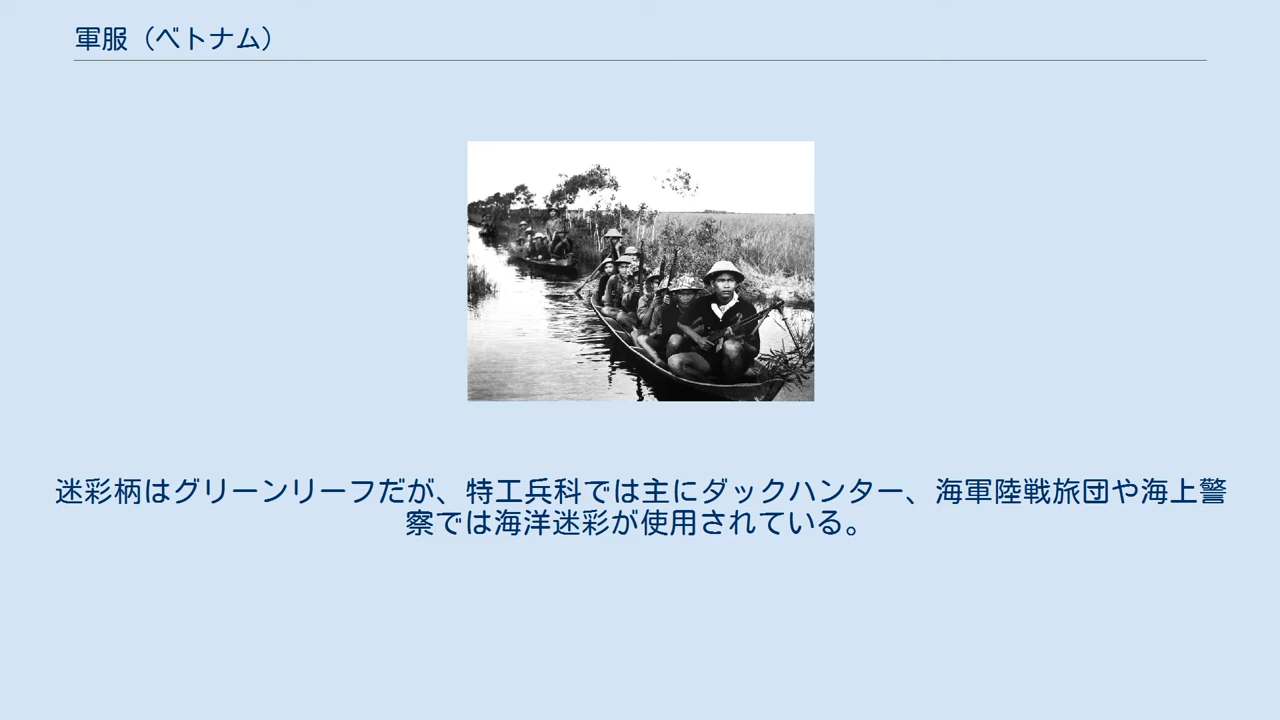 軍服（ベトナム）
迷彩柄はグリーンリーフだが、特工兵科では主にダックハンター、海軍陸戦旅団や海上警
察では海洋迷彩が使用されている。